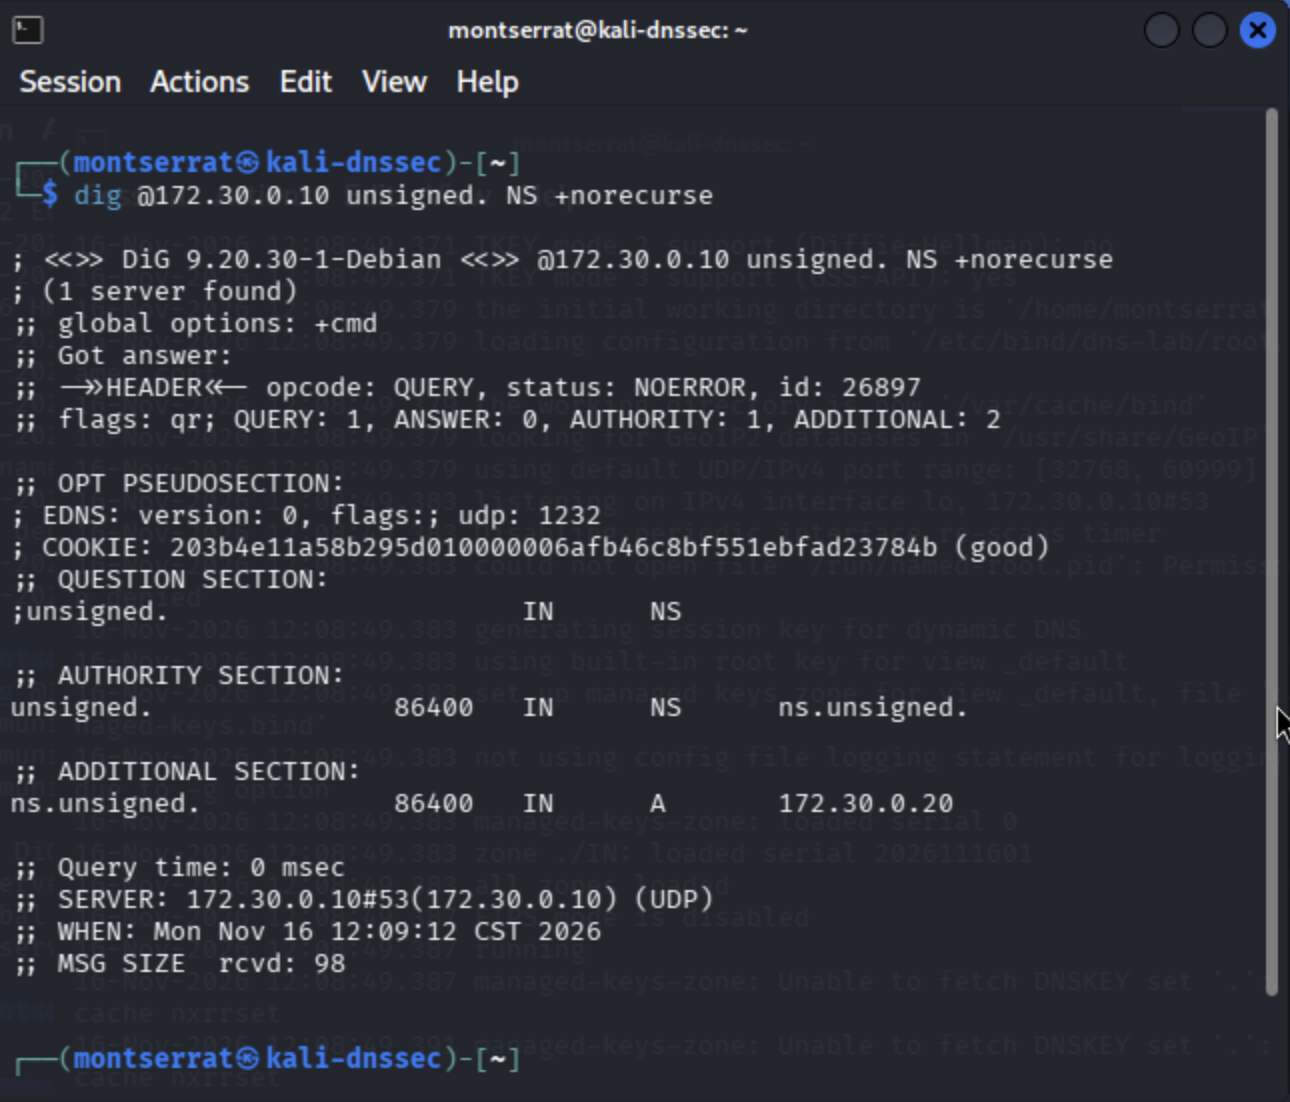 montserrat@kali-dnssec: ~
Session Actions Edit View Help
┌──(montserrat㉿kali-dnssec)-[~]
└─$ dig @172.30.0.10 unsigned. NS +norecurse
; <<>> DiG 9.20.30-1-Debian <<>> @172.30.0.10 unsigned. NS +norecurse
; (1 server found)
;; global options: +cmd
;; Got answer:
;; ->>HEADER<<- opcode: QUERY, status: NOERROR, id: 26897
;; flags: qr; QUERY: 1, ANSWER: 0, AUTHORITY: 1, ADDITIONAL: 2
;; OPT PSEUDOSECTION:
; EDNS: version: 0, flags:; udp: 1232
; COOKIE: 203b4e11a58b295d010000006afb46c8bf551ebfad23784b (good)
;; QUESTION SECTION:
;unsigned. IN NS
;; AUTHORITY SECTION:
unsigned. 86400 IN NS ns.unsigned.
;; ADDITIONAL SECTION:
ns.unsigned. 86400 IN A 172.30.0.20
;; Query time: 0 msec
;; SERVER: 172.30.0.10#53(172.30.0.10) (UDP)
;; WHEN: Mon Nov 16 12:09:12 CST 2026
;; MSG SIZE rcvd: 98
┌──(montserrat㉿kali-dnssec)-[~]